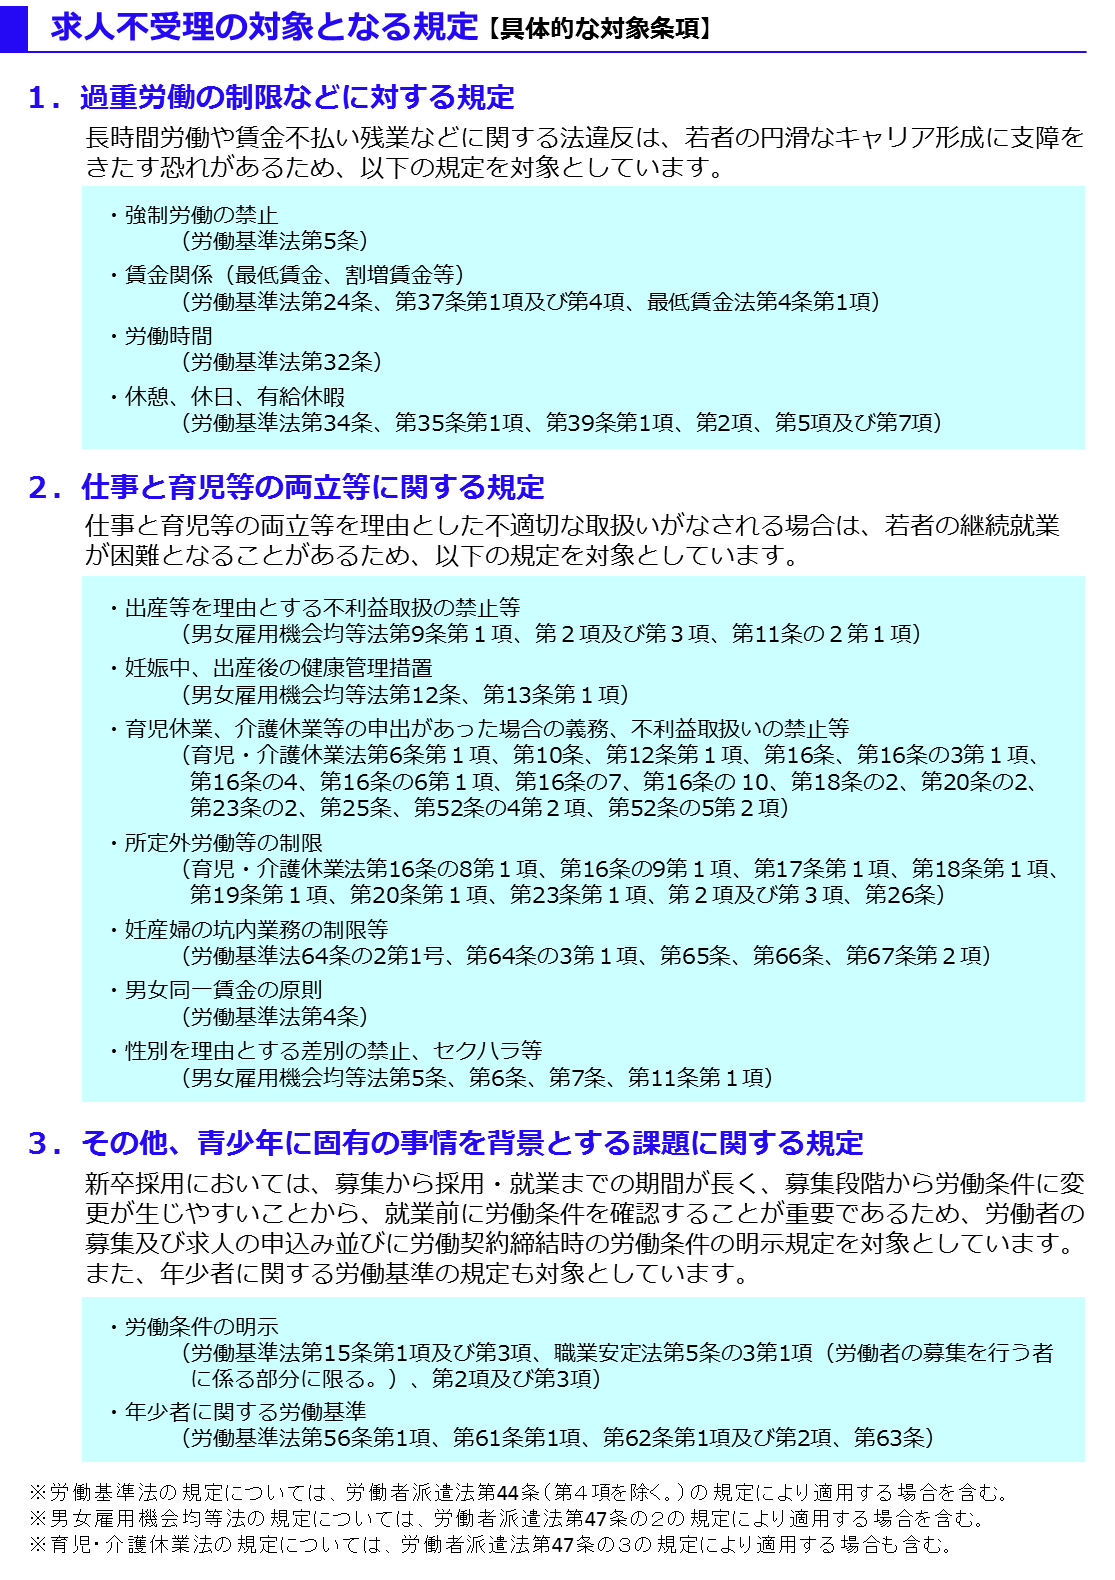 求人不受理の対象となる規定【具体的な対象条項】
１．過重労働の制限などに対する規定
長時間労働や賃金不払い残業などに関する法違反は、若者の円滑なキャリア形成に支障を
きたす恐れがあるため、以下の規定を対象としています。
・強制労働の禁止
（労働基準法第5条）
・賃金関係（最低賃金、割増賃金等）
（労働基準法第24条、第37条第1項及び第4項、最低賃金法第4条第1項）
・労働時間
（労働基準法第32条）
・休憩、休日、有給休暇
（労働基準法第34条、第35条第1項、第39条第1項、第2項、第5項及び第7項）
２．仕事と育児等の両立等に関する規定
仕事と育児等の両立等を理由とした不適切な取扱いがなされる場合は、若者の継続就業
が困難となることがあるため、以下の規定を対象としています。
・出産等を理由とする不利益取扱の禁止等
（男女雇用機会均等法第9条第１項、第２項及び第３項、第11条の２第１項）
・妊娠中、出産後の健康管理措置
（男女雇用機会均等法第12条、第13条第１項）
・育児休業、介護休業等の申出があった場合の義務、不利益取扱いの禁止等
（育児・介護休業法第6条第１項、第10条、第12条第１項、第16条、第16条の3第１項、
第16条の4、第16条の6第１項、第16条の7、第16条の10、第18条の2、第20条の2、
第23条の2、第25条、第52条の4第２項、第52条の5第２項）
・所定外労働等の制限
（育児・介護休業法第16条の8第１項、第16条の9第１項、第17条第１項、第18条第１項、
第19条第１項、第20条第１項、第23条第１項、第２項及び第３項、第26条）
・妊産婦の坑内業務の制限等
（労働基準法64条の2第1号、第64条の3第１項、第65条、第66条、第67条第２項）
・男女同一賃金の原則
（労働基準法第4条）
・性別を理由とする差別の禁止、セクハラ等
（男女雇用機会均等法第5条、第6条、第7条、第11条第１項）
３．その他、青少年に固有の事情を背景とする課題に関する規定
新卒採用においては、募集から採用・就業までの期間が長く、募集段階から労働条件に変
更が生じやすいことから、就業前に労働条件を確認することが重要であるため、労働者の
募集及び求人の申込み並びに労働契約締結時の労働条件の明示規定を対象としています。
また、年少者に関する労働基準の規定も対象としています。
・労働条件の明示
（労働基準法第15条第1項及び第3項、職業安定法第5条の3第1項（労働者の募集を行う者
に係る部分に限る。）、第2項及び第3項）
・年少者に関する労働基準
（労働基準法第56条第1項、第61条第1項、第62条第1項及び第2項、第63条）
※労働基準法の規定については、労働者派遣法第44条（第４項を除く。）の規定により適用する場合を含む。
※男女雇用機会均等法の規定については、労働者派遣法第47条の２の規定により適用する場合を含む。
※育児・介護休業法の規定については、労働者派遣法第47条の３の規定により適用する場合も含む。